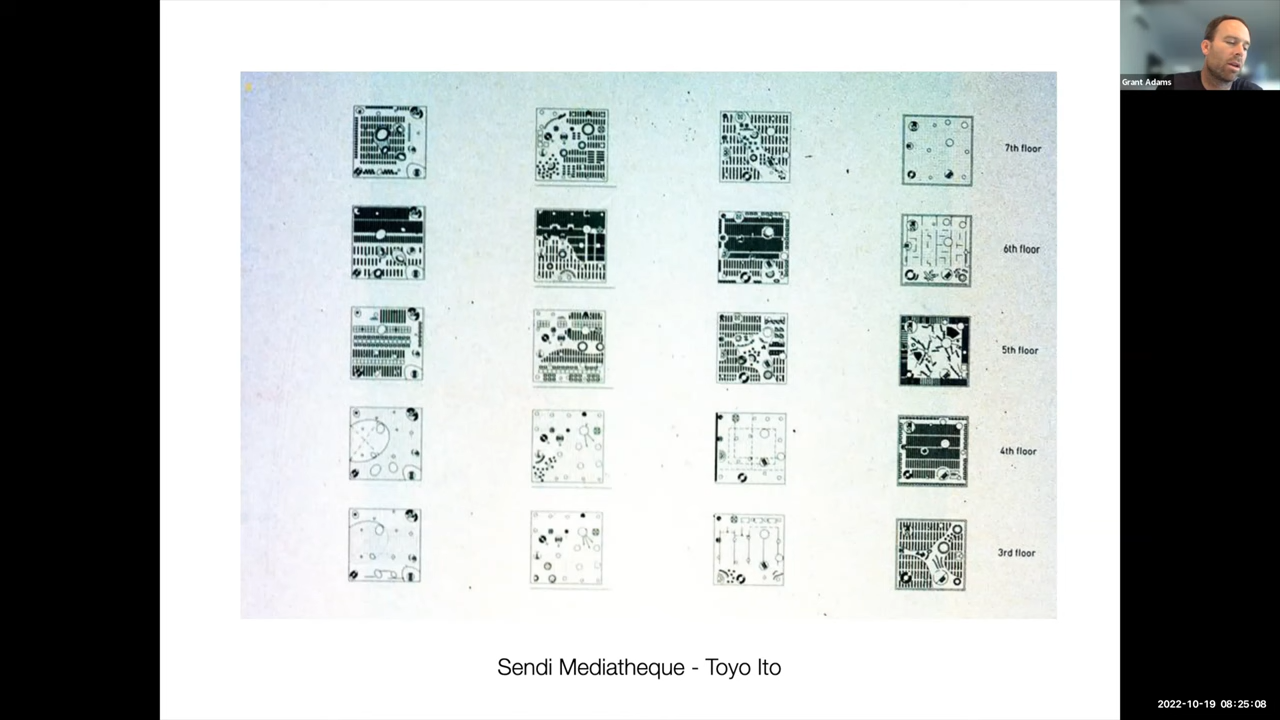 Grant Adams
7th floor
6th floor
5th floor
4th floor
3rd floor
Sendi Mediatheque - Toyo Ito
2022-10-19 08:25:08